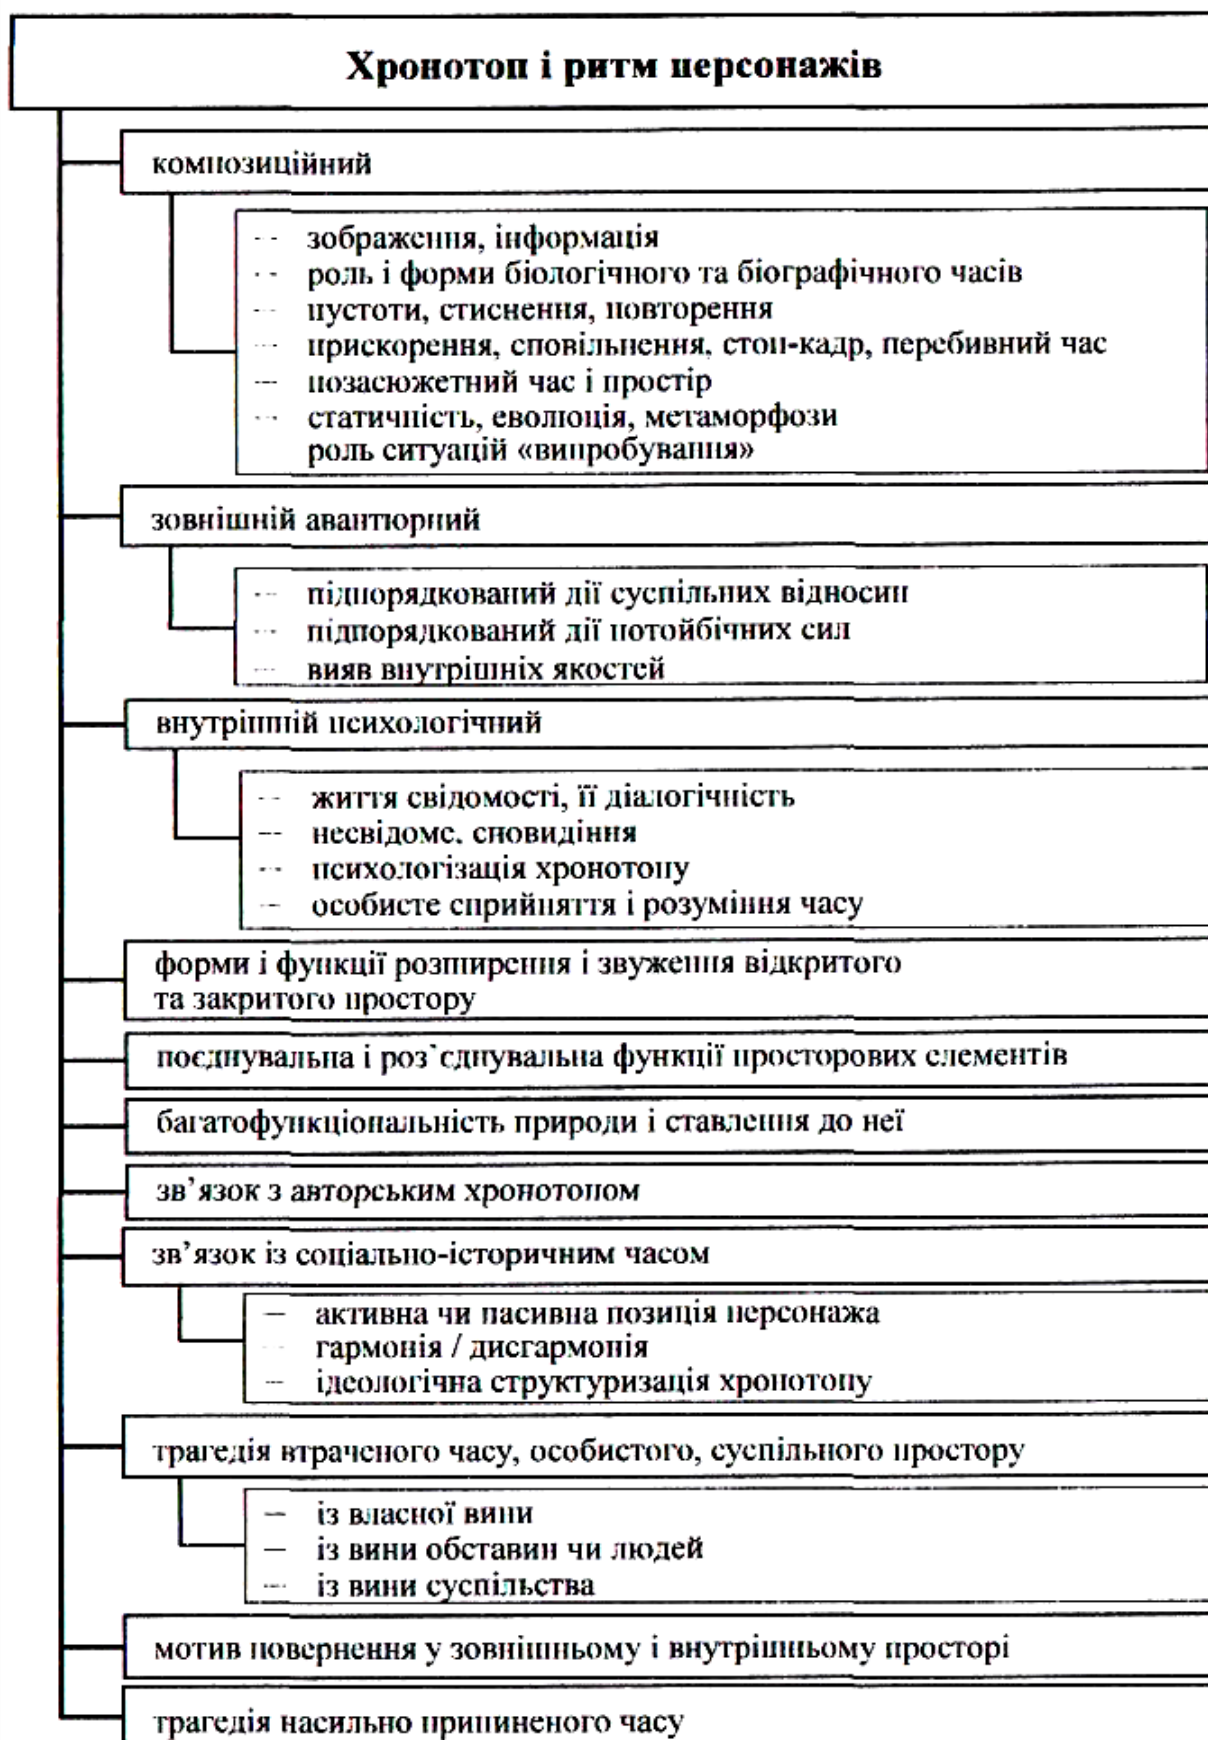 Хронотоп і ритм персонажів
композиційний
-- зображення, інформація
-- роль і форми біологічного та біографічного часів
-- пустоти, стиснення, повторення
-- прискорення, сповільнення, стоп-кадр, перебивний час
-- позасюжетний час і простір
-- статичність, еволюція, метаморфози
роль ситуацій «випробування»
зовнішній авантюрний
-- підпорядкований дії суспільних відносин
-- підпорядкований дії потойбічних сил
-- вияв внутрішніх якостей
внутрішній психологічний
-- життя свідомості, її діалогічність
-- несвідоме, сновидіння
-- психологізація хронотопу
-- особисте сприйняття і розуміння часу
форми і функції розширення і звуження відкритого
та закритого простору
поєднувальна і роз`єднувальна функції просторових елементів
багатофункціональність природи і ставлення до неї
зв’язок з авторським хронотопом
зв’язок із соціально-історичним часом
– активна чи пасивна позиція персонажа
– гармонія / дисгармонія
– ідеологічна структуризація хронотопу
трагедія втраченого часу, особистого, суспільного простору
– із власної вини
– із вини обставин чи людей
– із вини суспільства
мотив повернення у зовнішньому і внутрішньому просторі
трагедія насильно припиненого часу